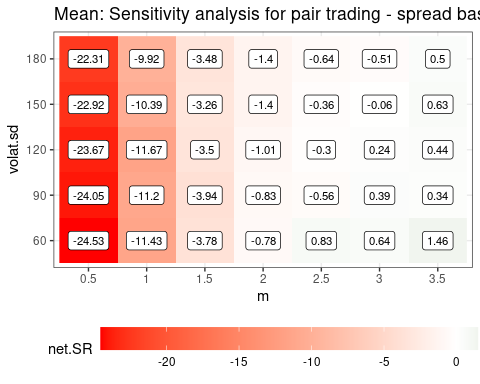 Mean: Sensitivity analysis for pair trading - spread bas
volat.sd
180 -22.31 -9.92 -3.48 -1.4 -0.64 -0.51 0.5
150 -22.92 -10.39 -3.26 -1.4 -0.36 -0.06 0.63
120 -23.67 -11.67 -3.5 -1.01 -0.3 0.24 0.44
90 -24.05 -11.2 -3.94 -0.83 -0.56 0.39 0.34
60 -24.53 -11.43 -3.78 -0.78 0.83 0.64 1.46
0.5 1 1.5 2 2.5 3 3.5
m
net.SR
-20 -15 -10 -5 0